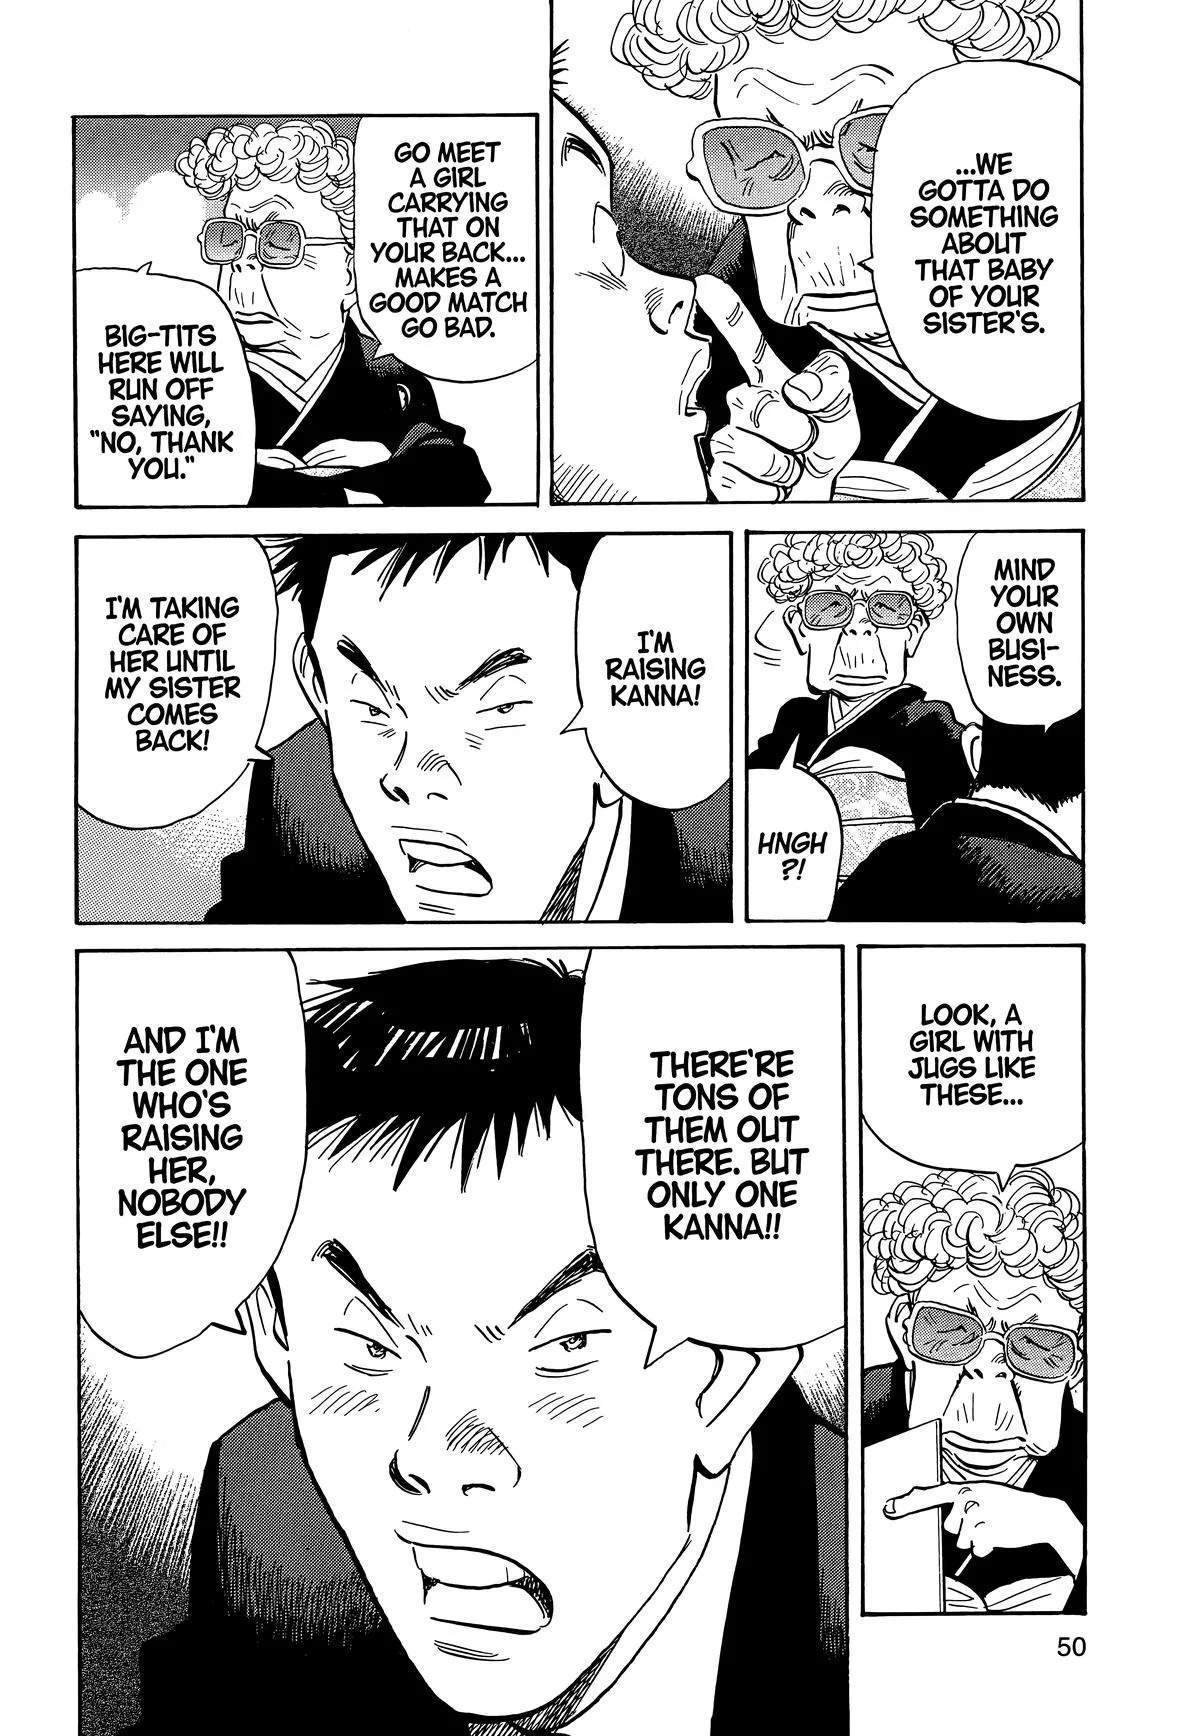 ...WE
GOTTA DO
SOMETHING
ABOUT
THAT BABY
OF YOUR
SISTER'S.
GO MEET
A GIRL
CARRYING
THAT ON
YOUR BACK...
MAKES A
GOOD MATCH
GO BAD.
BIG-TITS
HERE WILL
RUN OFF
SAYING,
"NO, THANK
YOU."
MIND
YOUR
OWN
BUSI-
NESS.
HNGH
?!
I'M
RAISING
KANNA!
I'M TAKING
CARE OF
HER UNTIL
MY SISTER
COMES
BACK!
LOOK, A
GIRL WITH
JUGS LIKE
THESE...
THERE'RE
TONS OF
THEM OUT
THERE. BUT
ONLY ONE
KANNA!!
AND I'M
THE ONE
WHO'S
RAISING
HER,
NOBODY
ELSE!!
50